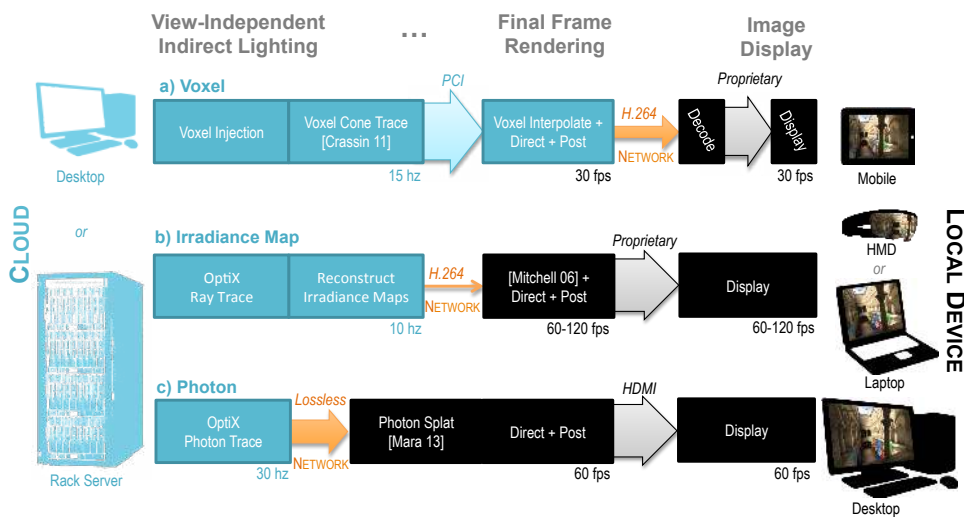 View-Independent
Indirect Lighting
...
Final Frame
Rendering
Image
Display
a) Voxel
PCI
Proprietary
Voxel Injection
Voxel Cone Trace
[Crassin 11]
Voxel Interpolate +
Direct + Post
H.264
NETWORK
Decode
Display
15 hz
30 fps
30 fps
Desktop
Mobile
CLOUD
or
b) Irradiance Map
Proprietary
OptiX
Ray Trace
Reconstruct
Irradiance Maps
H.264
NETWORK
[Mitchell 06] +
Direct + Post
Display
10 hz
60-120 fps
60-120 fps
HMD
or
Laptop
LOCAL DEVICE
c) Photon
Lossless
HDMI
OptiX
Photon Trace
NETWORK
Photon Splat
[Mara 13]
Direct + Post
Display
30 hz
60 fps
60 fps
Rack Server
Desktop